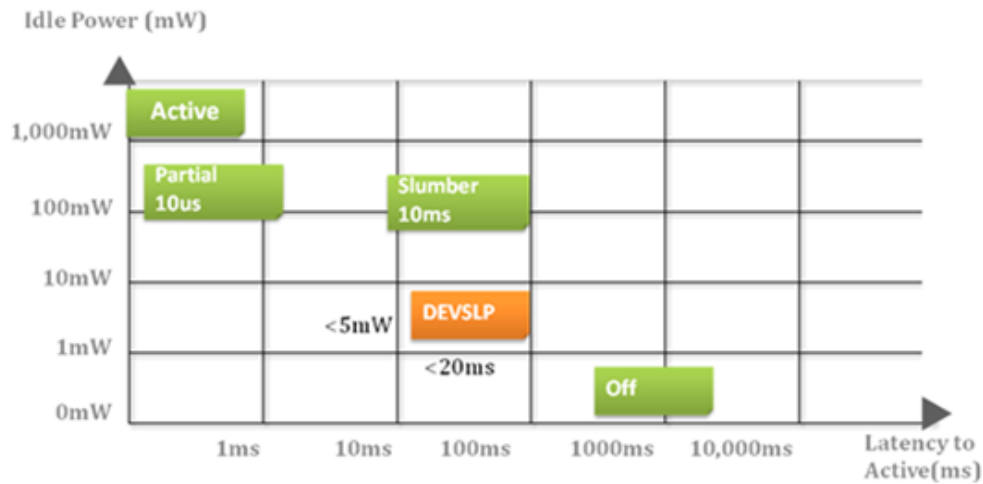 Idle Power (mW)
Active
1,000mW
Partial
10us
Slumber
10ms
100mW
10mW
DEVSLP
<5mW
1mW
<20ms
Off
0mW
1ms
10ms
100ms
1000ms
10,000ms
Latency to
Active(ms)